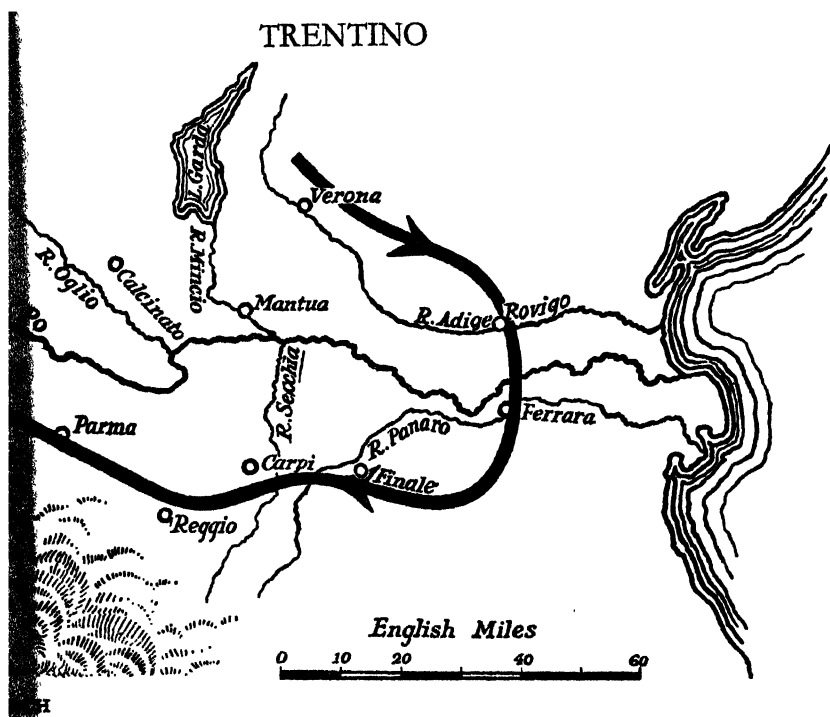 TRENTINO
L. Garda
Verona
R. Oglio
Calcinato
R. Mincio
Mantua
R. Adige
Rovigo
PO
R. Secchia
Parma
R. Panaro
Ferrara
Carpi
Finale
Reggio
English Miles
0 10 20 40 60